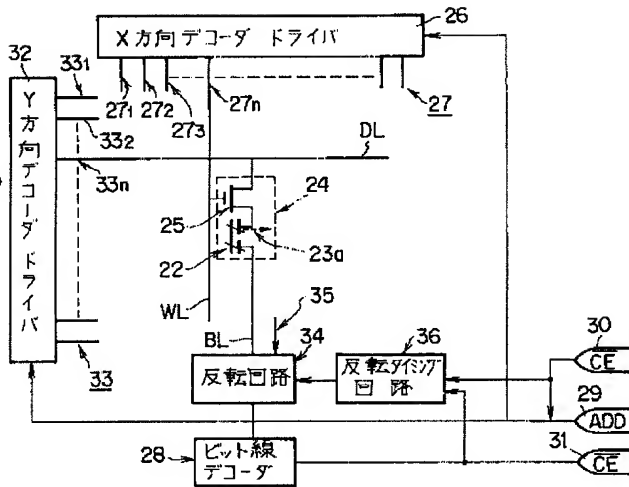 X方向デコーダ ドライバ
26
32
Y方向デコーダ ドライバ
33₁
33₂
33n
33
27₁
27₂
27₃
27n
27
DL
24
25
23a
22
WL
BL
35
34
反転回路
36
反転タイミング
回路
30
C̅E̅
29
ADD
31
C̅E̅
28
ビット線
デコーダ